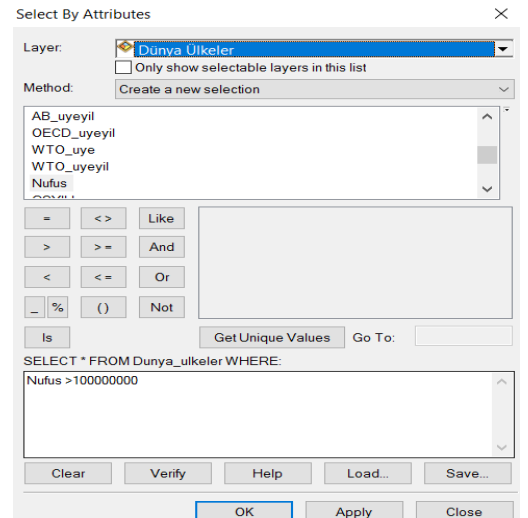 Select By Attributes
Layer: Dünya Ülkeler
Only show selectable layers in this list
Method: Create a new selection
AB_uyeyil
OECD_uyeyil
WTO_uye
WTO_uyeyil
Nufus
= <> Like
> > = And
< < = Or
_ % () Not
Is Get Unique Values Go To:
SELECT * FROM Dunya_ulkeler WHERE:
Nufus >100000000
Clear Verify Help Load... Save...
OK Apply Close